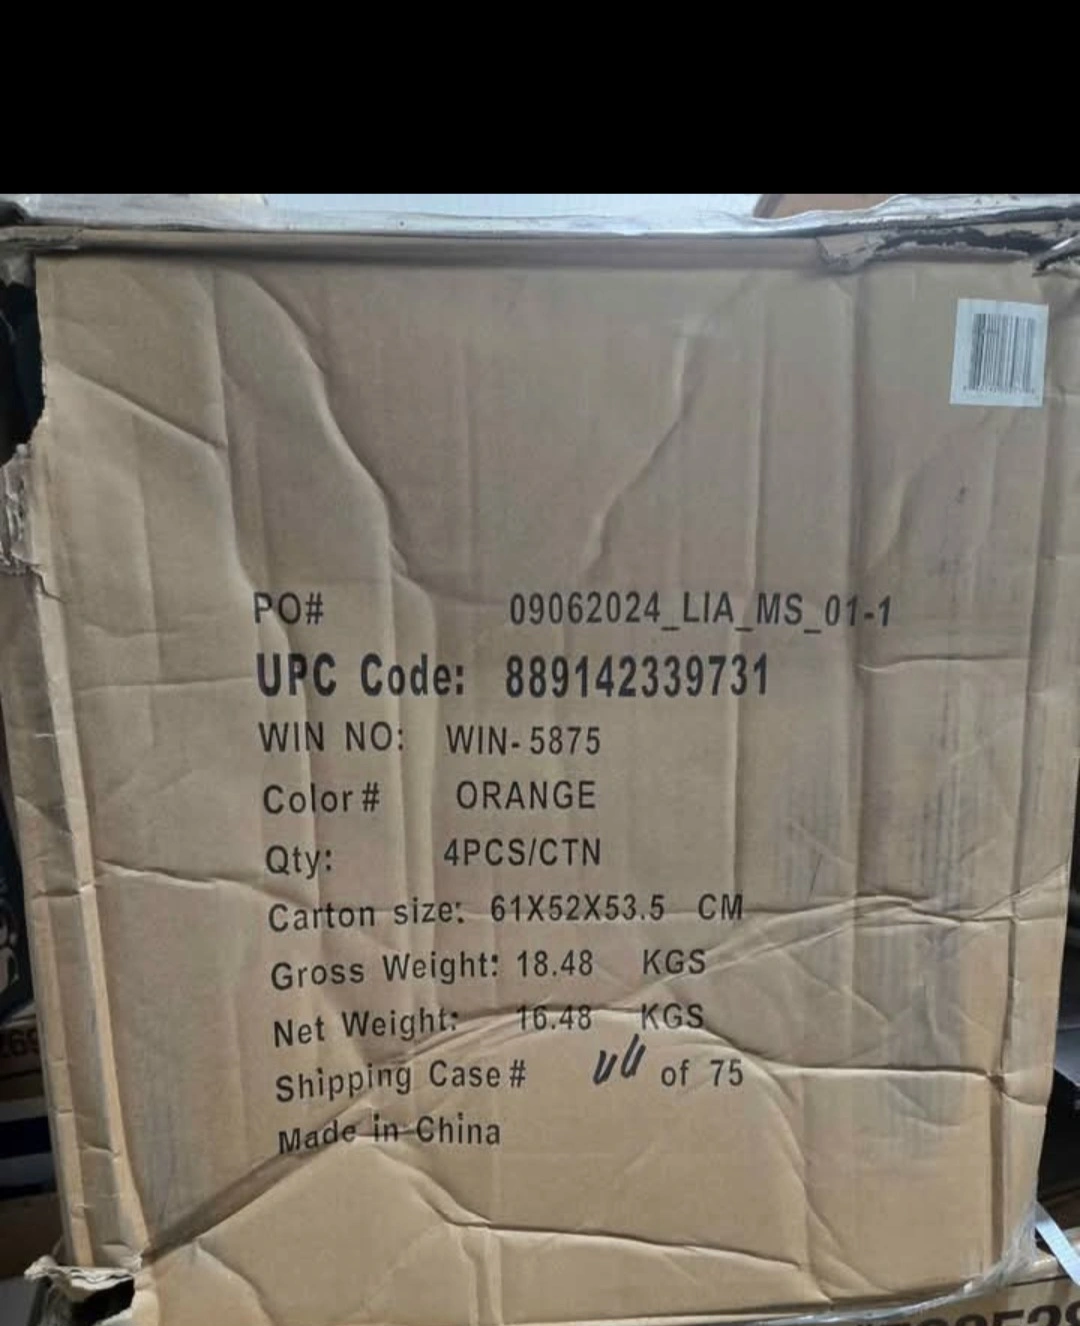 PO# 09062024_LIA_MS_01-1
UPC Code: 889142339731
WIN NO: WIN-5875
Color# ORANGE
Qty: 4PCS/CTN
Carton size: 61X52X53.5 CM
Gross Weight: 18.48 KGS
Net Weight: 16.48 KGS
Shipping Case# of 75
Made in China